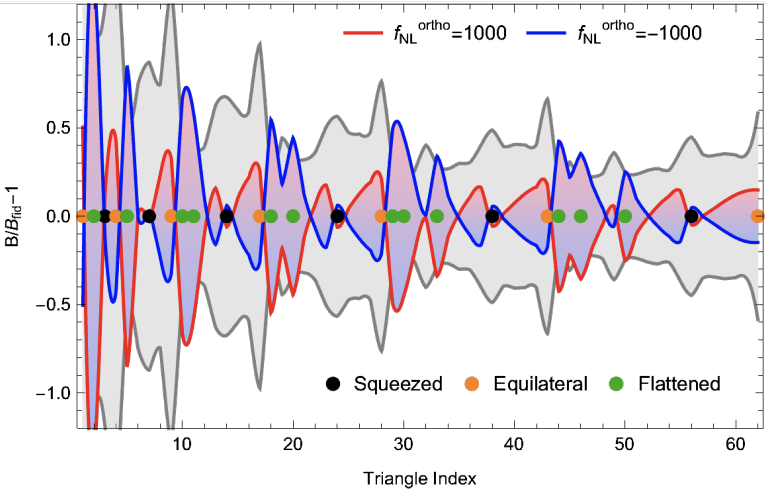 f_NL^ortho=1000 f_NL^ortho=−1000
1.0
0.5
0.0
−0.5
−1.0
B/B_fid−1
Squeezed Equilateral Flattened
10 20 30 40 50 60
Triangle Index